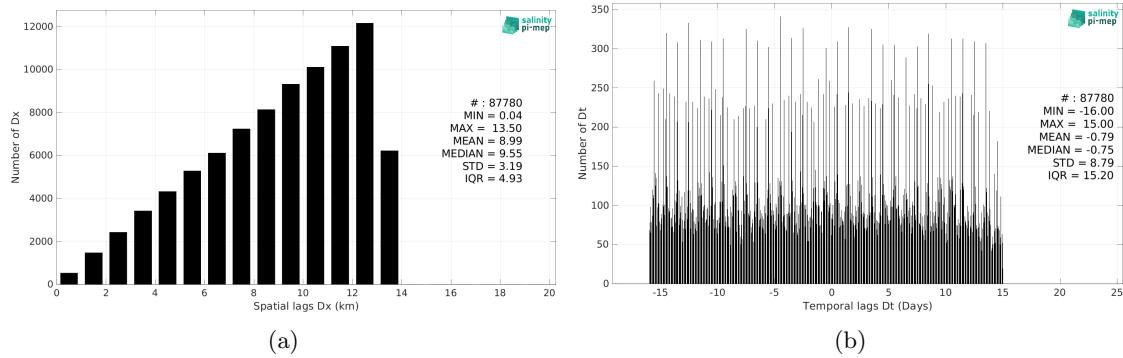 salinity
pi-mep
12000
10000
8000
6000
4000
2000
0
Number of Dx
# : 87780
MIN = 0.04
MAX = 13.50
MEAN = 8.99
MEDIAN = 9.55
STD = 3.19
IQR = 4.93
0 2 4 6 8 10 12 14 16 18 20
Spatial lags Dx (km)
(a)
salinity
pi-mep
350
300
250
200
150
100
50
0
Number of Dt
# : 87780
MIN = -16.00
MAX = 15.00
MEAN = -0.79
MEDIAN = -0.75
STD = 8.79
IQR = 15.20
-15 -10 -5 0 5 10 15 20 25
Temporal lags Dt (Days)
(b)